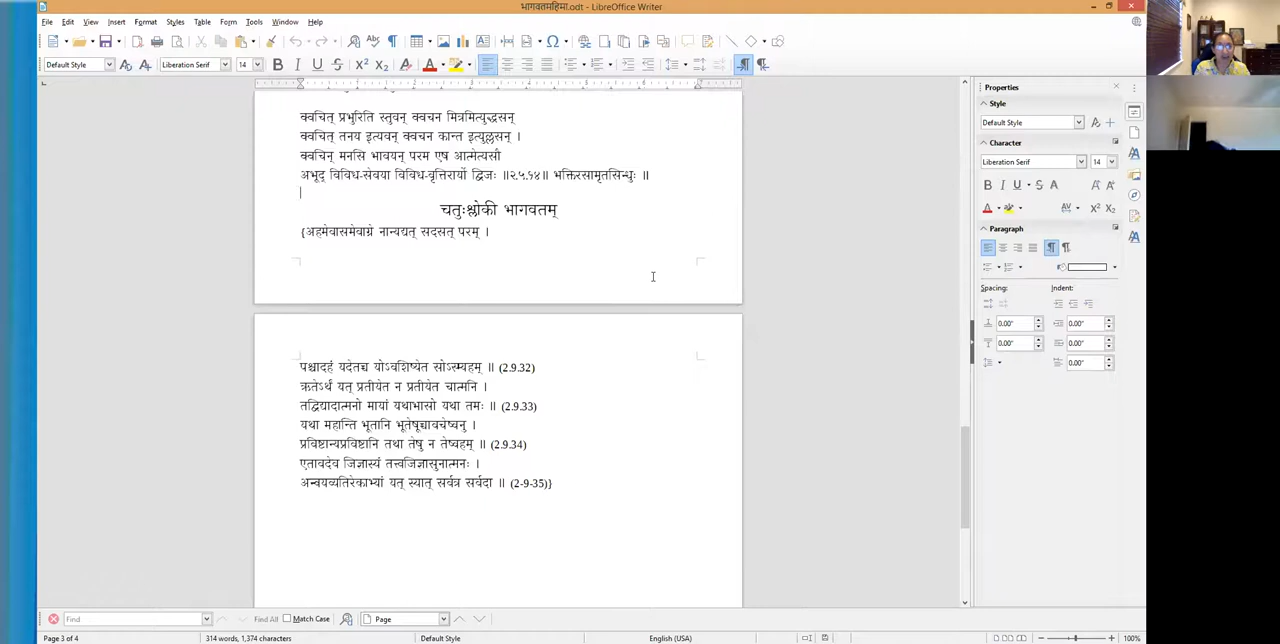 भागवतमहिमा.odt - LibreOffice Writer
File Edit View Insert Format Styles Table Form Tools Window Help
Default Style Liberation Serif 14
क्वचित् प्रभुरिति स्तुवन् क्वचन मित्रमित्युद्धसन्
क्वचित् तनय इत्यवन् क्वचन कान्त इत्युल्लसन् ।
क्वचिन् मनसि भावयन् परम एष आत्मेत्यसौ
अभूद् विविध-सेवया विविध-वृत्तिरार्यो द्विजः ॥२.५.१४॥ भक्तिरसामृतसिन्धुः ॥
चतुःश्लोकी भागवतम्
{अहमेवासमेवाग्रे नान्यद्यत् सदसत् परम् ।
पश्चादहं यदेतच्च योऽवशिष्येत सोऽस्म्यहम् ॥ (2.9.32)
ऋतेऽर्थं यत् प्रतीयेत न प्रतीयेत चात्मनि ।
तद्विद्यादात्मनो मायां यथाभासो यथा तमः ॥ (2.9.33)
यथा महान्ति भूतानि भूतेषूच्चावचेष्वनु ।
प्रविष्टान्यप्रविष्टानि तथा तेषु न तेष्वहम् ॥ (2.9.34)
एतावदेव जिज्ञास्यं तत्त्वजिज्ञासुनात्मनः ।
अन्वयव्यतिरेकाभ्यां यत् स्यात् सर्वत्र सर्वदा ॥ (2-9-35)}
Properties
Style
Default Style
Character
Liberation Serif 14
Paragraph
Spacing: Indent:
0.00" 0.00"
0.00" 0.00"
0.00"
Find Find All Match Case Page
Page 3 of 4 314 words, 1,374 characters Default Style English (USA) 100%